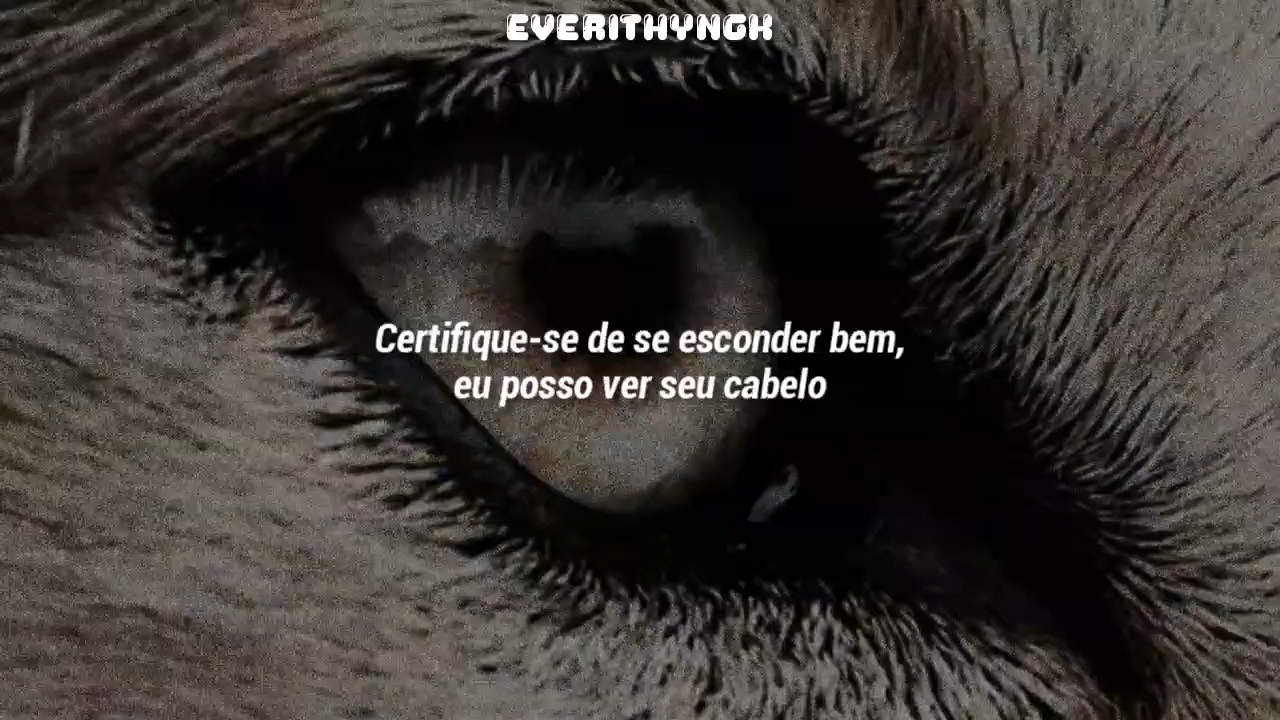 EVERITHYNGK
Certifique-se de se esconder bem,
eu posso ver seu cabelo